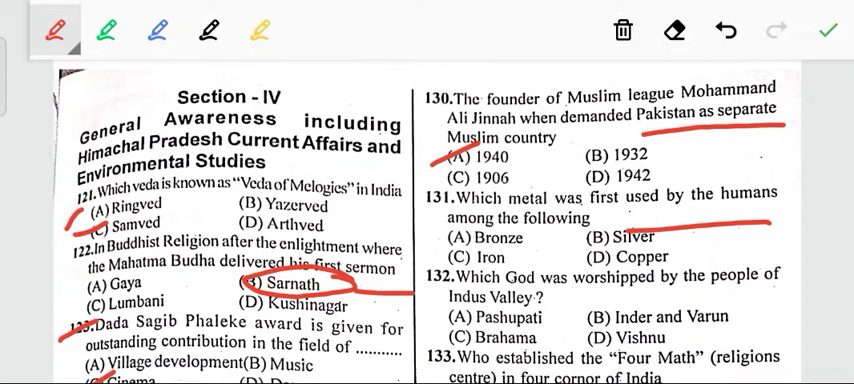 Section - IV
General Awareness including
Himachal Pradesh Current Affairs and
Environmental Studies
121.Which veda is known as "Veda of Melogies" in India
(A) Ringved (B) Yazerved
(C) Samved (D) Arthved
122.In Buddhist Religion after the enlightment where
the Mahatma Budha delivered his first sermon
(A) Gaya (B) Sarnath
(C) Lumbani (D) Kushinagar
123.Dada Sagib Phaleke award is given for
outstanding contribution in the field of ...........
(A) Village development(B) Music
(C) Cinema
130.The founder of Muslim league Mohammand
Ali Jinnah when demanded Pakistan as separate
Muslim country
(A) 1940 (B) 1932
(C) 1906 (D) 1942
131.Which metal was first used by the humans
among the following
(A) Bronze (B) Silver
(C) Iron (D) Copper
132.Which God was worshipped by the people of
Indus Valley ?
(A) Pashupati (B) Inder and Varun
(C) Brahama (D) Vishnu
133.Who established the "Four Math" (religions
centre) in four cornor of India